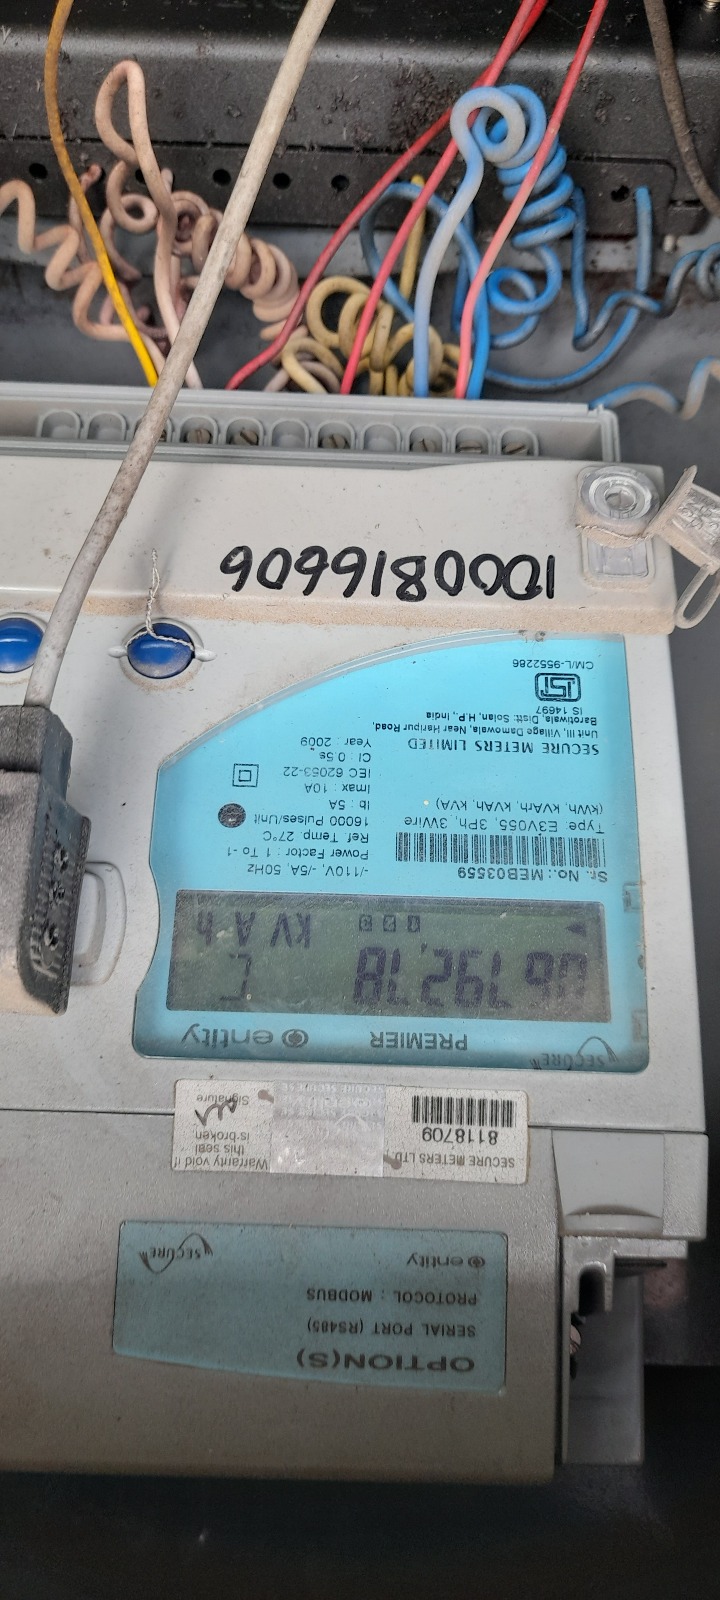 OPTION(S)
SERIAL PORT (RS485)
PROTOCOL : MODBUS
entity
SECURE
SECURE METERS LTD.
8118709
Warranty void if
this seal
is broken
Signature
SECURE
PREMIER
entity
kVAh
Sr. No.: MEB03559
Type: E3V055, 3Ph, 3Wire
(kWh, kVArh, kVAh, kVA)
-/110V, -/5A, 50Hz
Power Factor : 1 To -1
Ref. Temp. 27°C
16000 Pulses/Unit
Ib : 5A
Imax : 10A
IEC 62053-22
Cl : 0.5s
Year : 2009
SECURE METERS LIMITED
Unit III, Village Damowala, Near Haripur Road,
Barotiwala, Distt. Solan, H.P., India
IS 14697
ISI
CM/L-9552286
1000816606